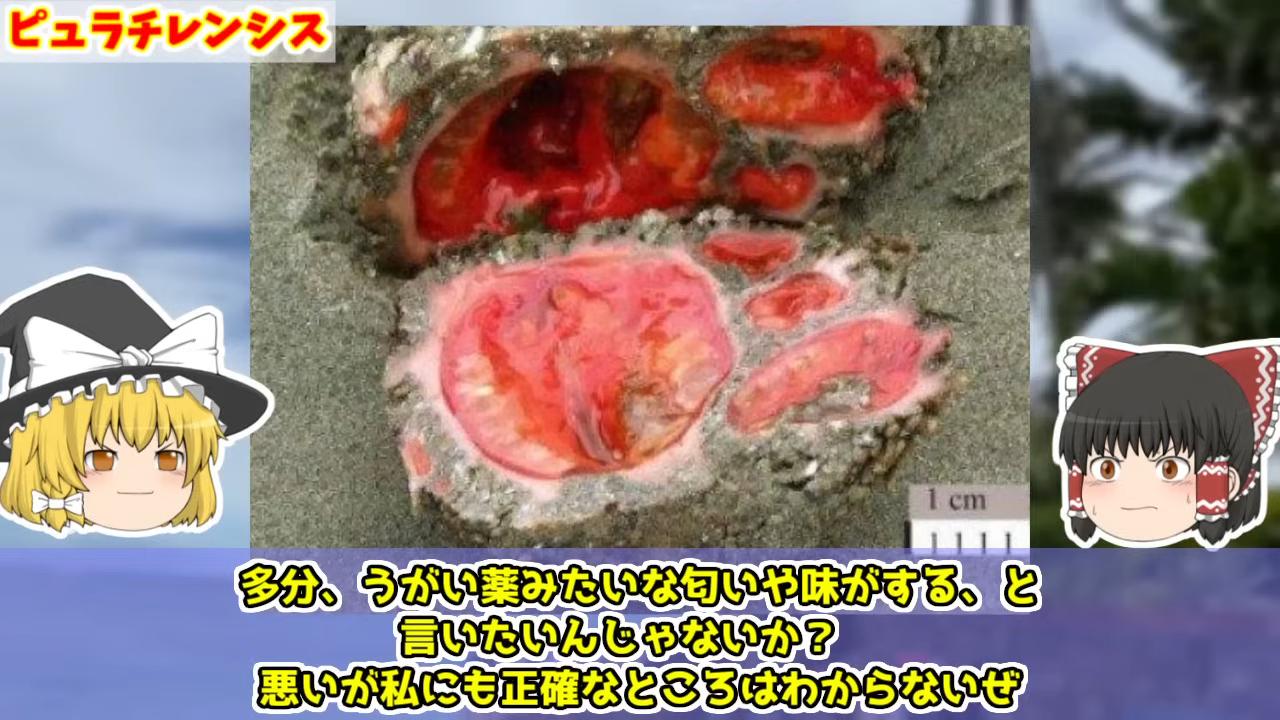 ピュラチレンシス
1 cm
多分、うがい薬みたいな匂いや味がする、と
言いたいんじゃないか？
悪いが私にも正確なところはわからないぜ